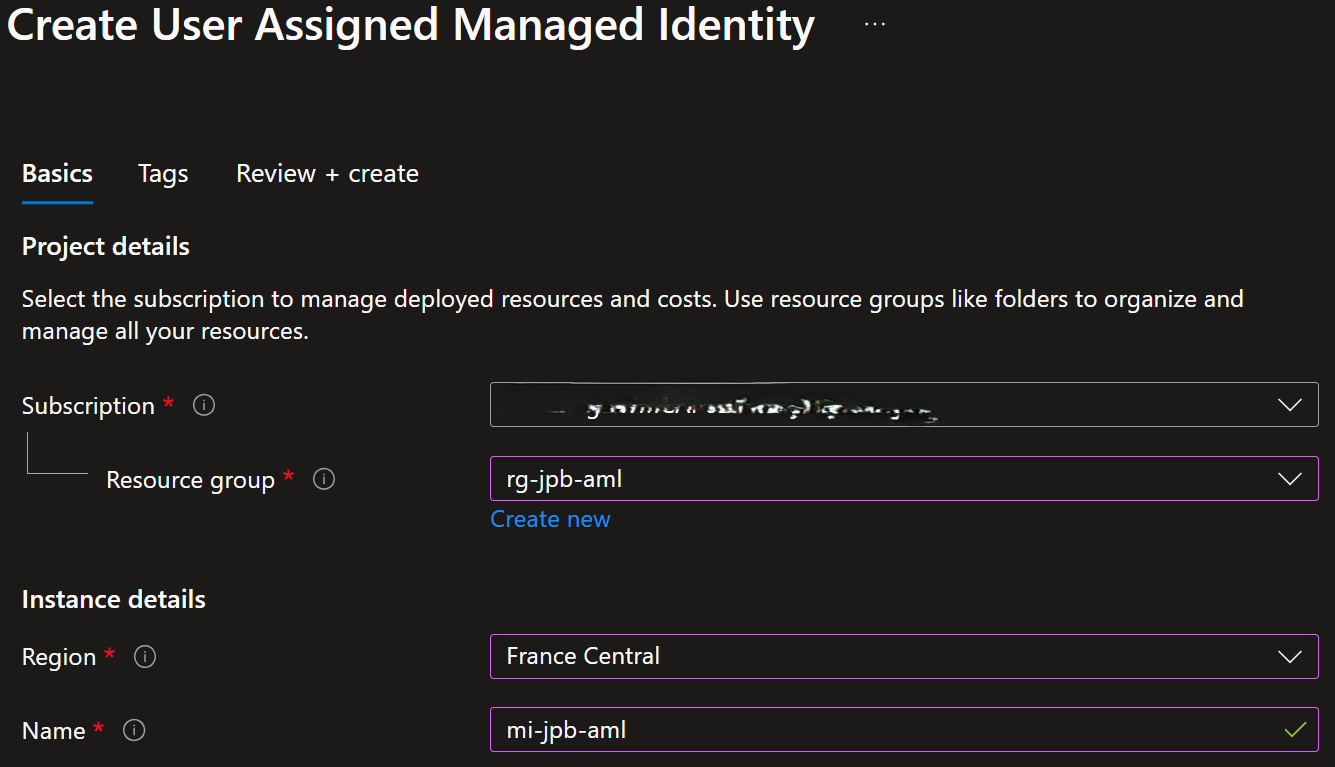 Create User Assigned Managed Identity ...
Basics Tags Review + create
Project details
Select the subscription to manage deployed resources and costs. Use resource groups like folders to organize and
manage all your resources.
Subscription *
Resource group * rg-jpb-aml
Create new
Instance details
Region * France Central
Name * mi-jpb-aml